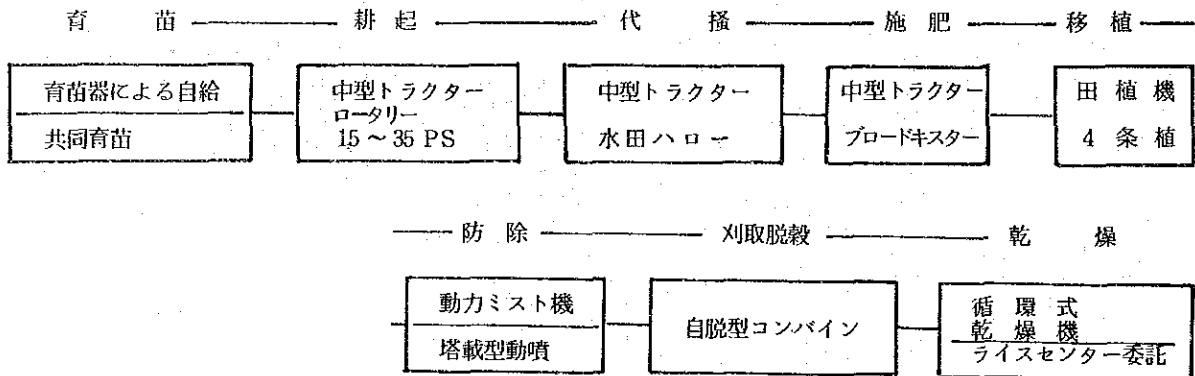 育苗 耕起 代掻 施肥 移植
育苗器による自給
共同育苗
中型トラクター
ロータリー
15~35 PS
中型トラクター
水田ハロー
中型トラクター
ブロードキスター
田植機
4条植
防除 刈取脱穀 乾燥
動力ミスト機
塔載型動噴
自脱型コンバイン
循環式
乾燥機
ライスセンター委託